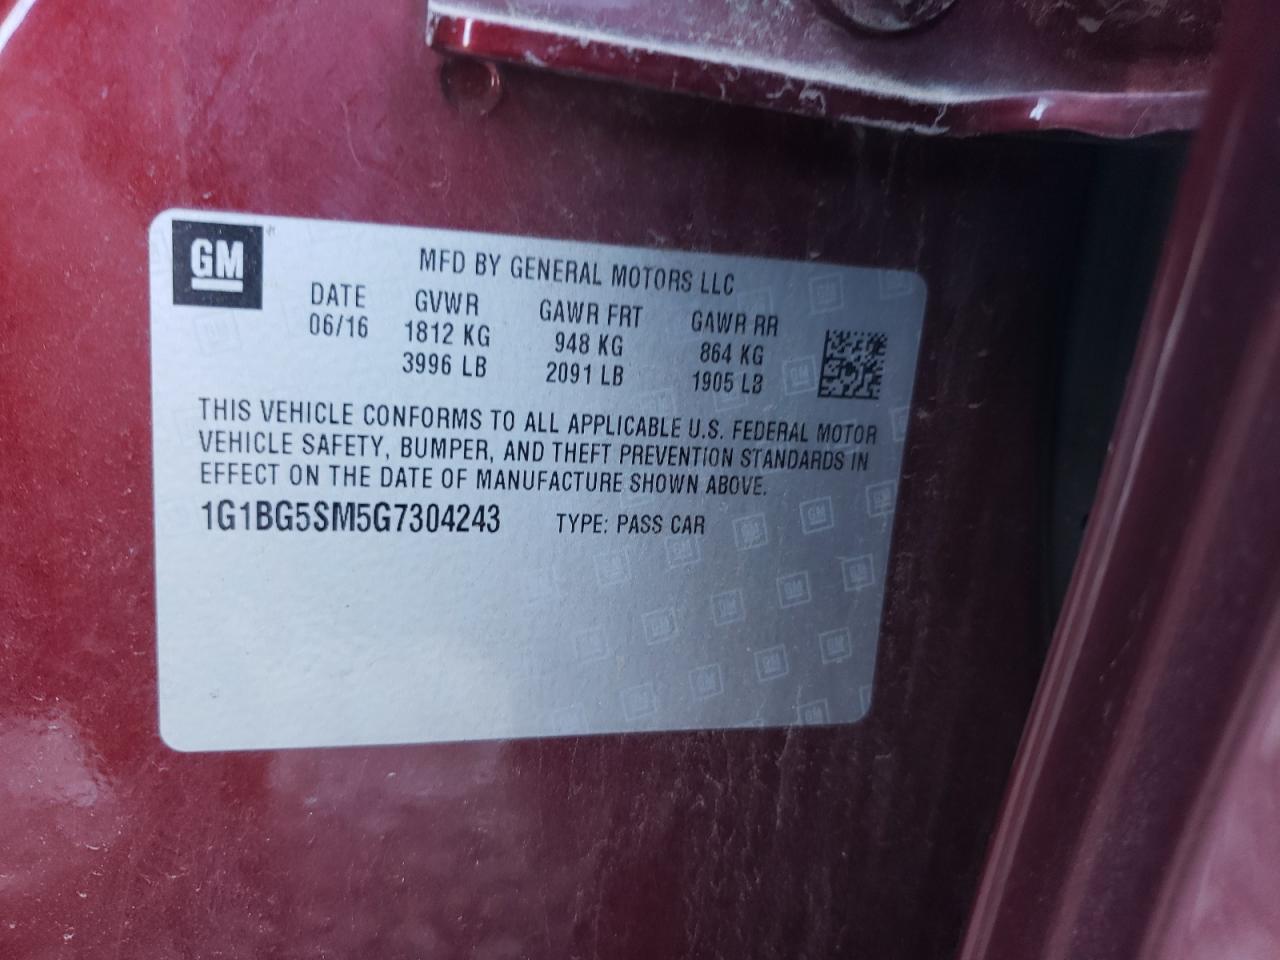 GM
MFD BY GENERAL MOTORS LLC
DATE GVWR GAWR FRT GAWR RR
06/16 1812 KG 948 KG 864 KG
3996 LB 2091 LB 1905 LB
THIS VEHICLE CONFORMS TO ALL APPLICABLE U.S. FEDERAL MOTOR
VEHICLE SAFETY, BUMPER, AND THEFT PREVENTION STANDARDS IN
EFFECT ON THE DATE OF MANUFACTURE SHOWN ABOVE.
1G1BG5SM5G7304243 TYPE: PASS CAR